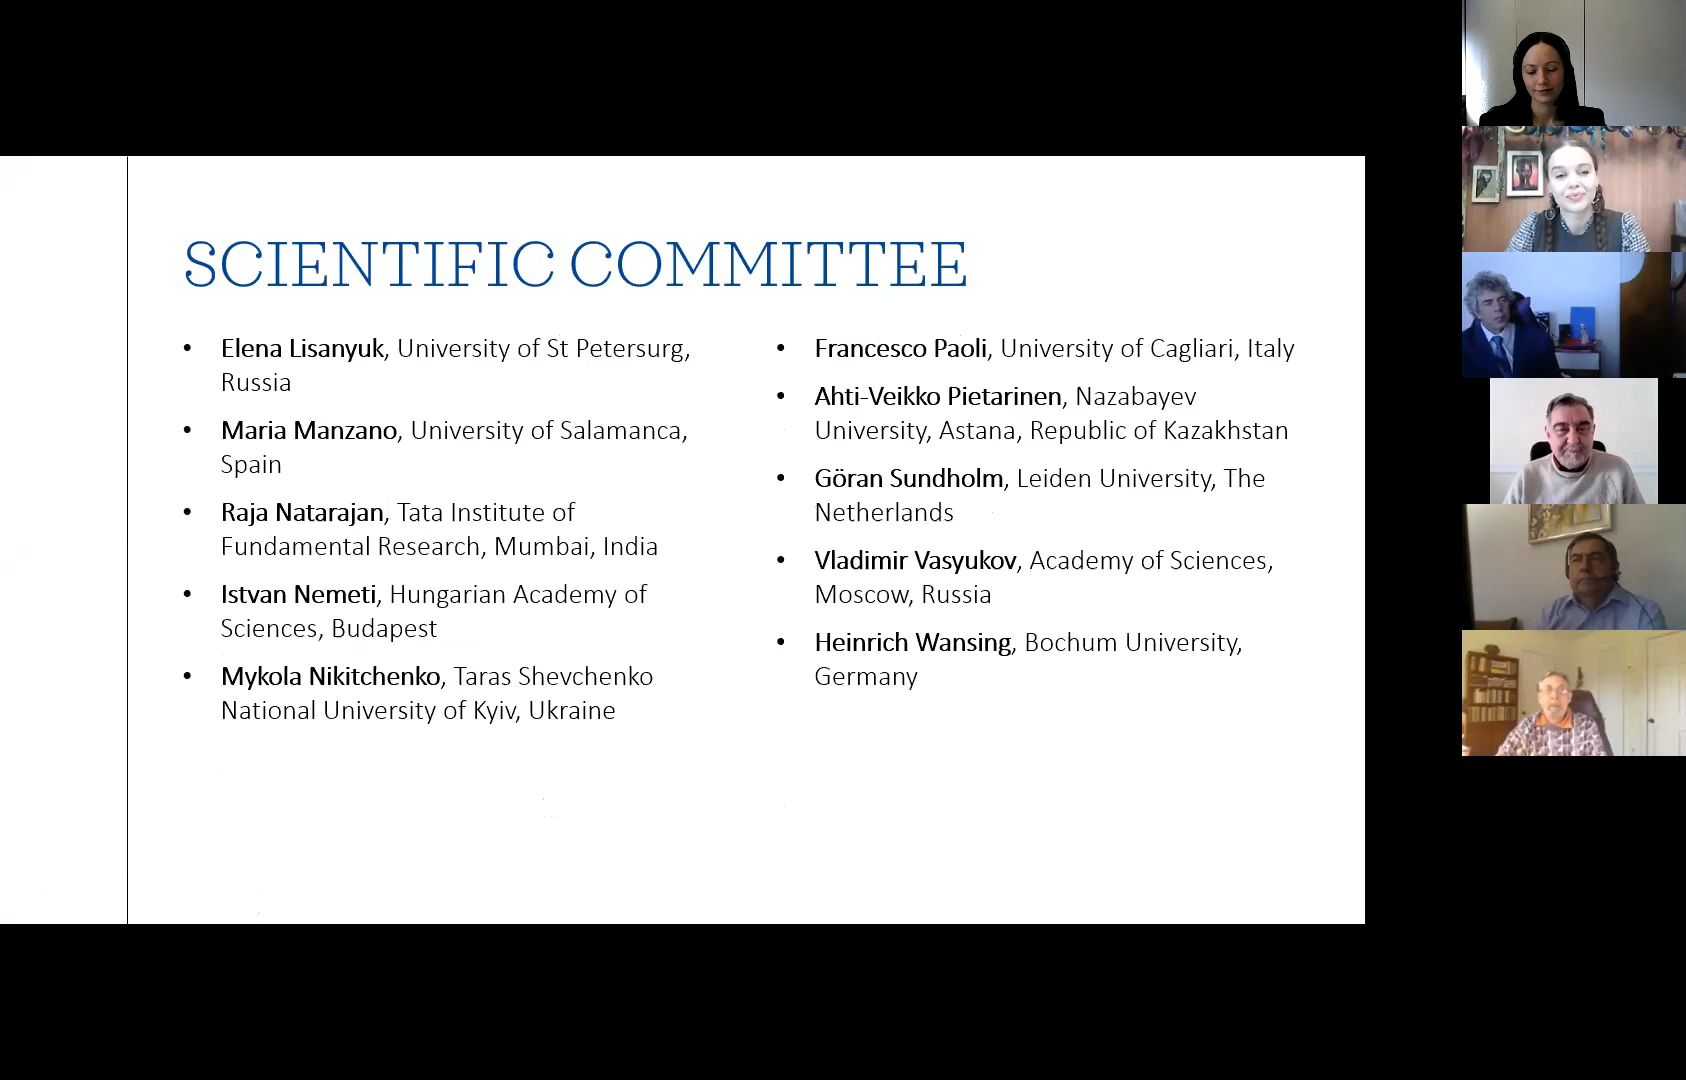 SCIENTIFIC COMMITTEE
• Elena Lisanyuk, University of St Petersurg,
Russia
• Maria Manzano, University of Salamanca,
Spain
• Raja Natarajan, Tata Institute of
Fundamental Research, Mumbai, India
• Istvan Nemeti, Hungarian Academy of
Sciences, Budapest
• Mykola Nikitchenko, Taras Shevchenko
National University of Kyiv, Ukraine
• Francesco Paoli, University of Cagliari, Italy
• Ahti-Veikko Pietarinen, Nazabayev
University, Astana, Republic of Kazakhstan
• Göran Sundholm, Leiden University, The
Netherlands
• Vladimir Vasyukov, Academy of Sciences,
Moscow, Russia
• Heinrich Wansing, Bochum University,
Germany